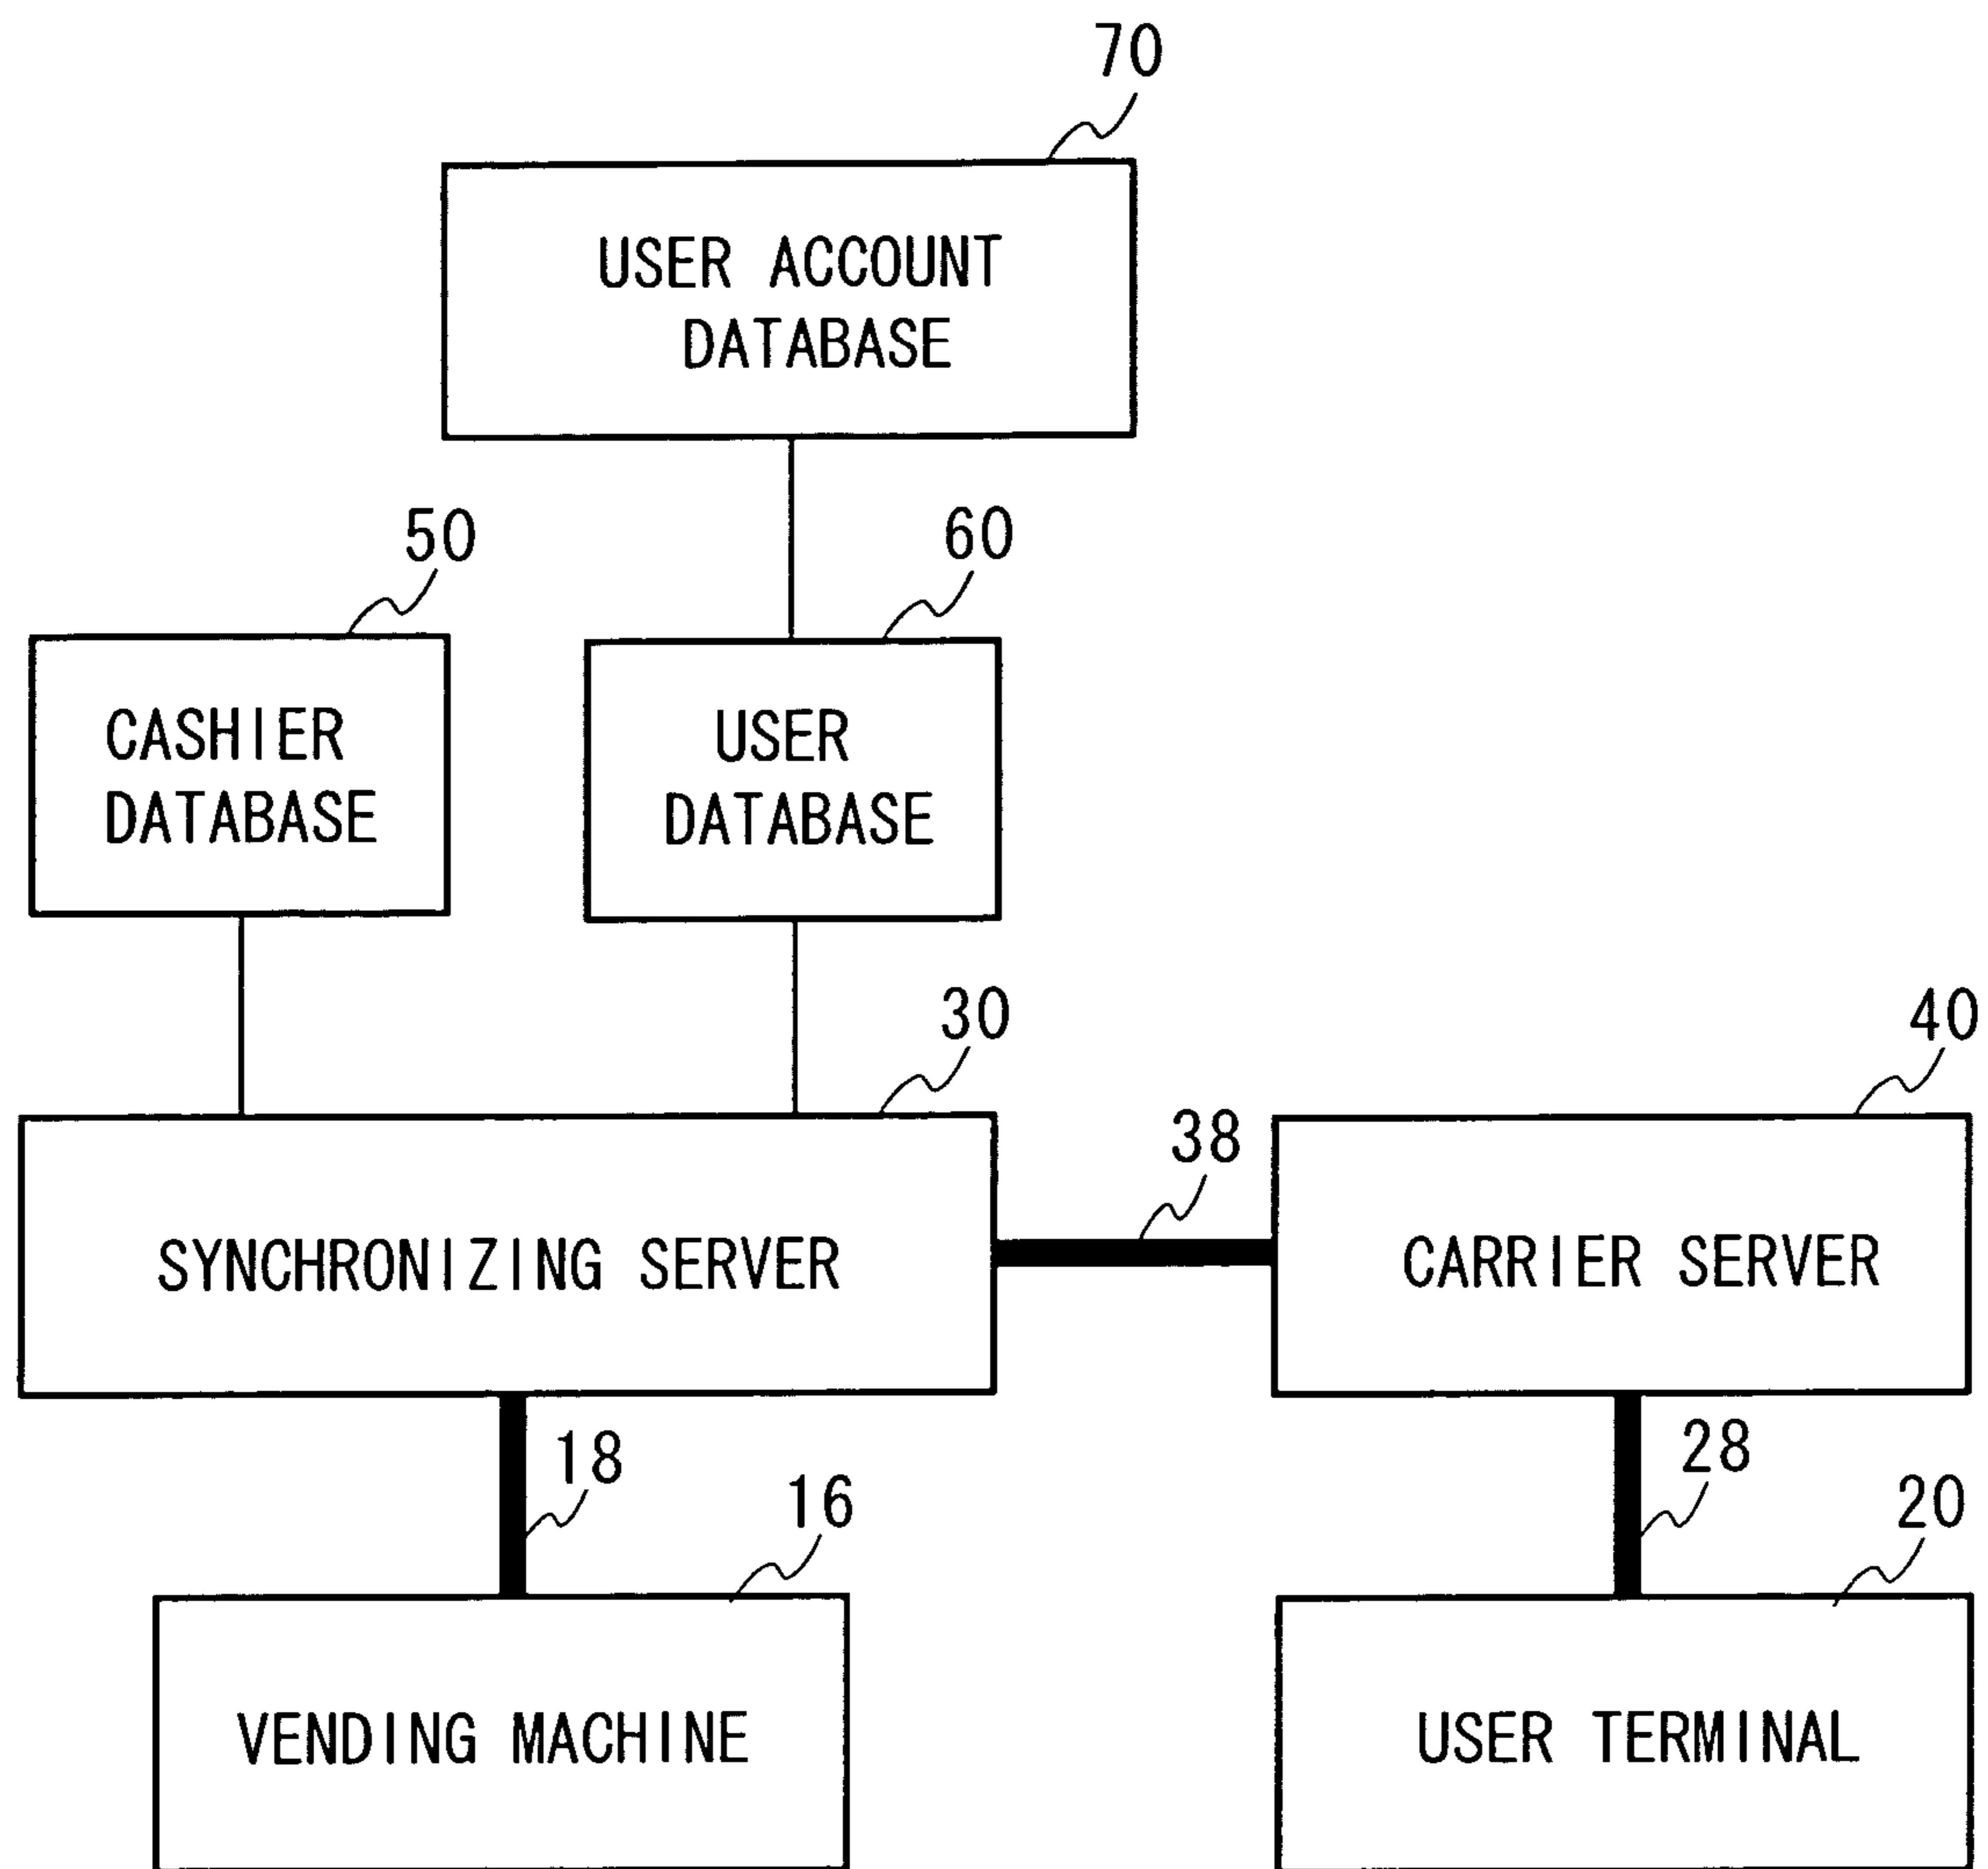 70
USER ACCOUNT
DATABASE
50
60
CASHIER
DATABASE
USER
DATABASE
30
40
38
SYNCHRONIZING SERVER
CARRIER SERVER
18
28
16
20
VENDING MACHINE
USER TERMINAL